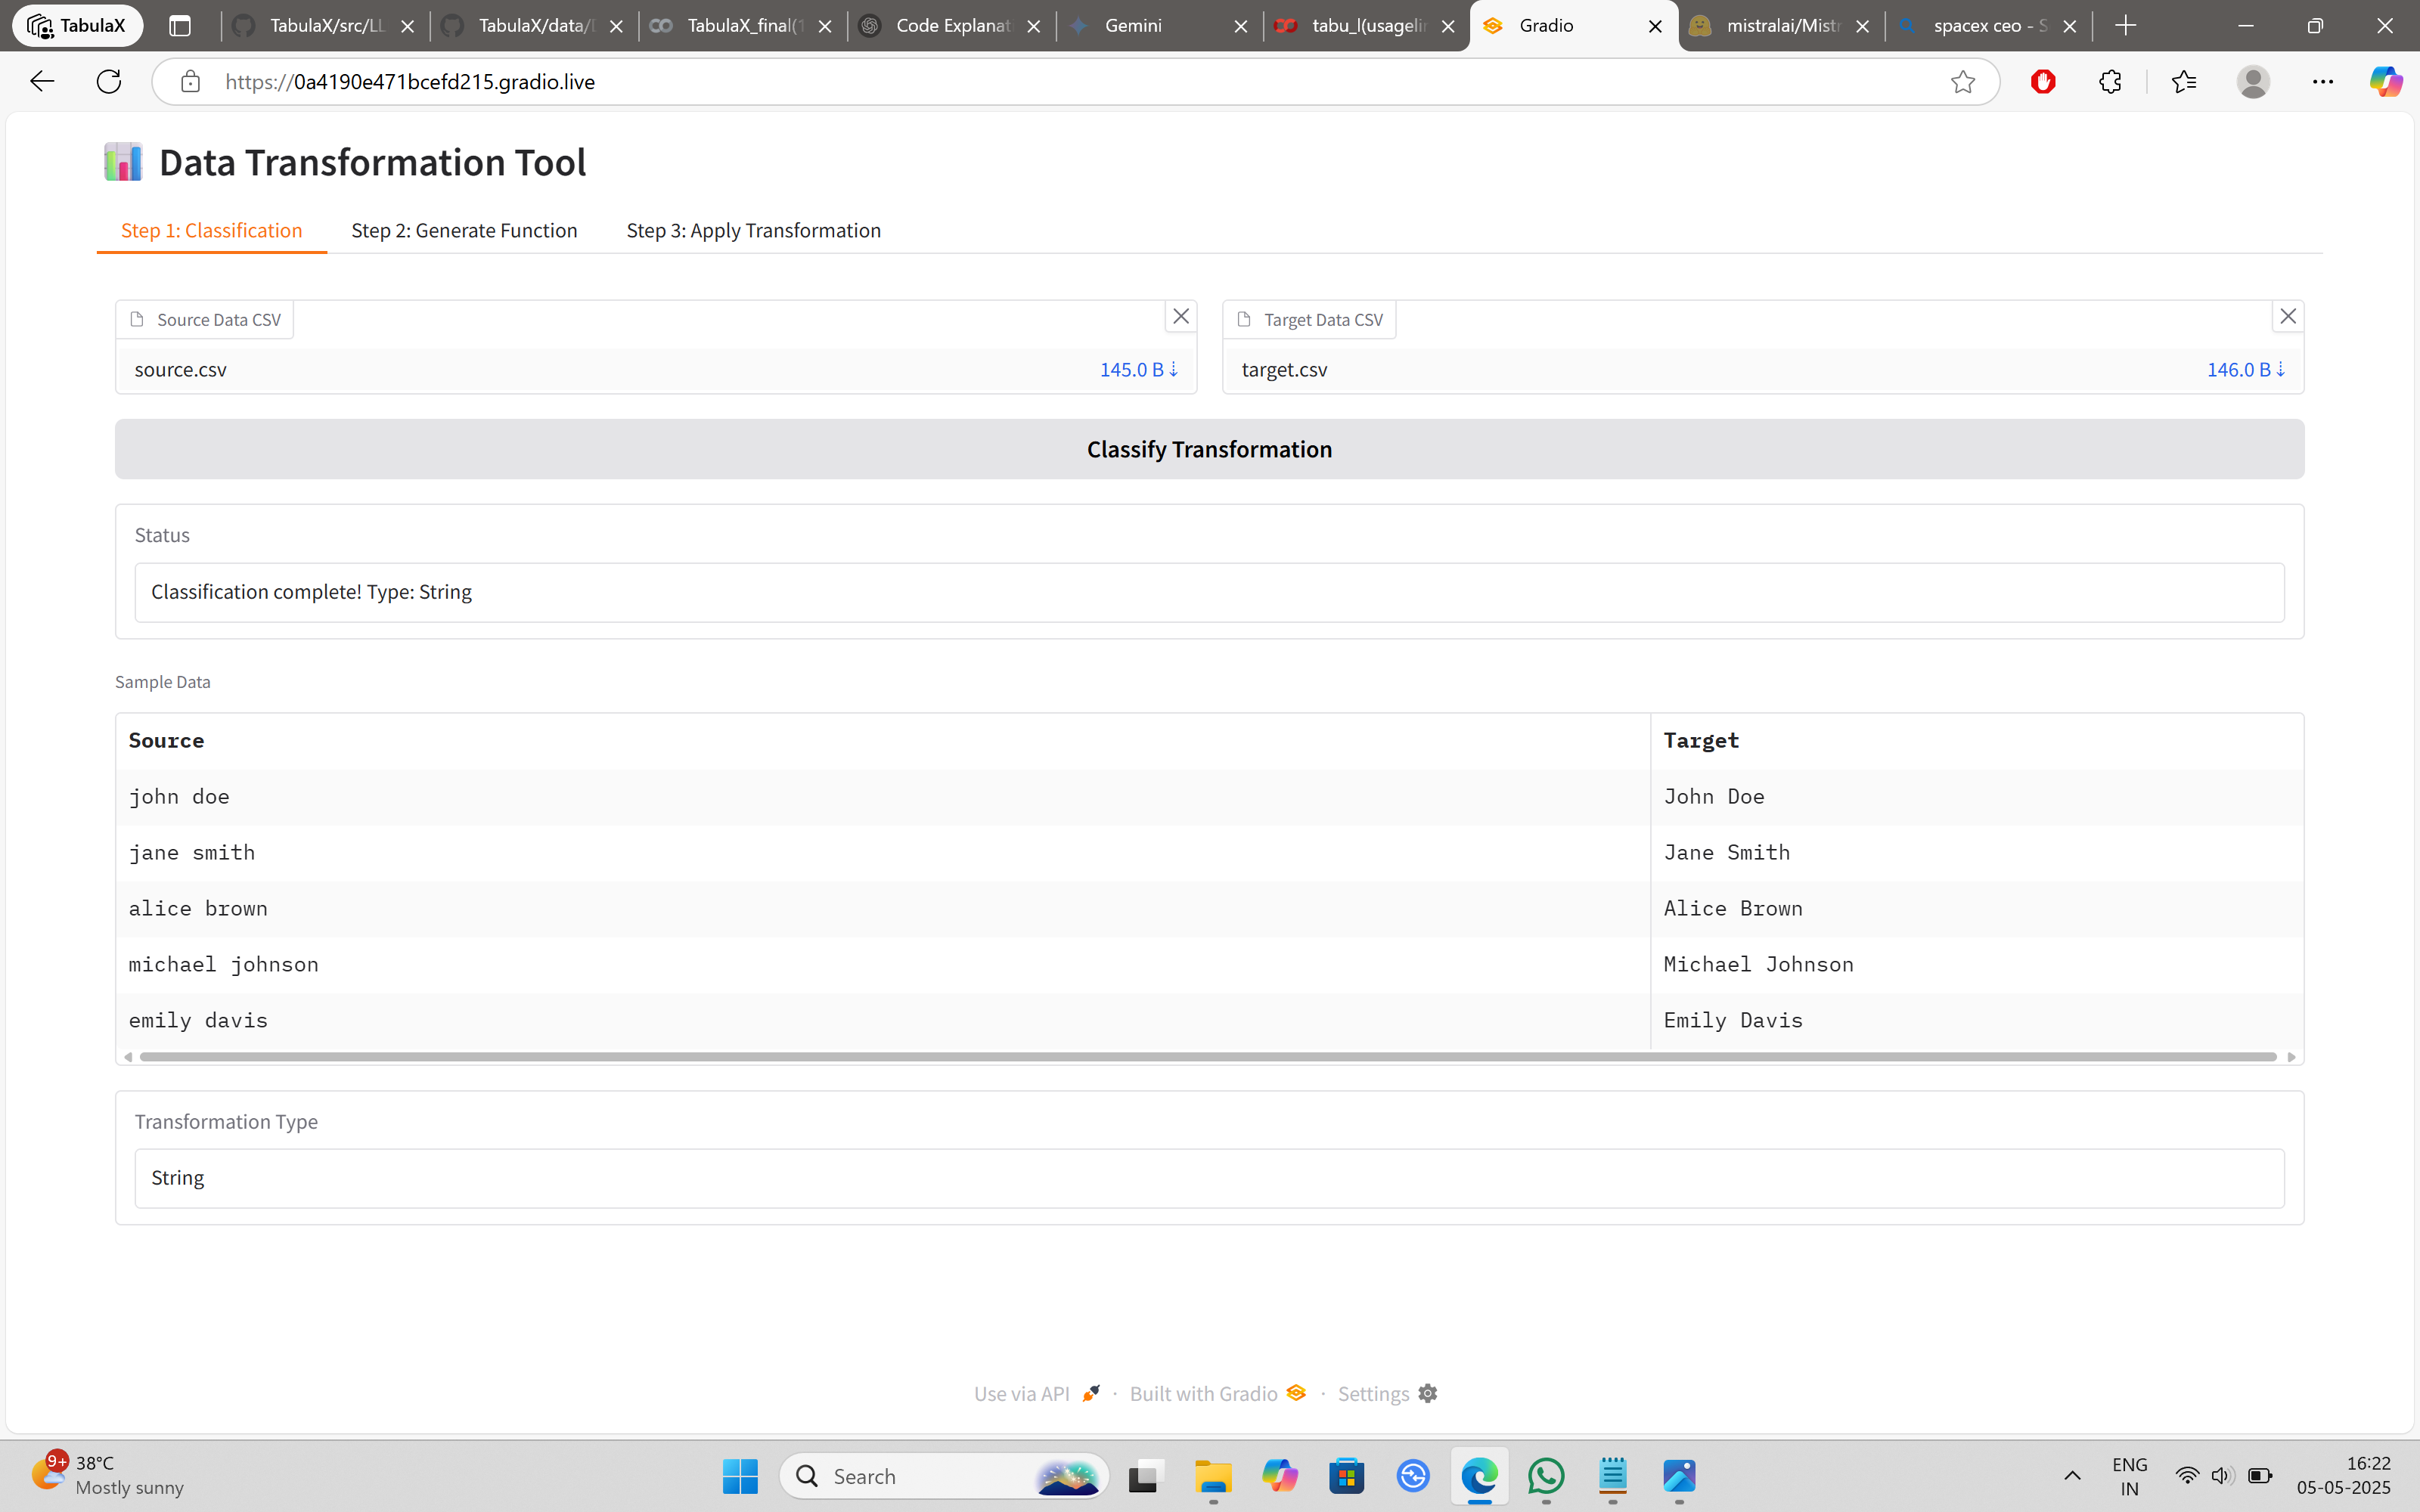 TabulaX
TabulaX/src/LL
TabulaX/data/
TabulaX_final(1
Code Explanat
Gemini
tabu_l(usagelin
Gradio
mistralai/Mistr
spacex ceo - S
https://0a4190e471bcefd215.gradio.live
Data Transformation Tool
Step 1: Classification
Step 2: Generate Function
Step 3: Apply Transformation
Source Data CSV
source.csv
145.0 B ⇣
Target Data CSV
target.csv
146.0 B ⇣
Classify Transformation
Status
Classification complete! Type: String
Sample Data
Source Target
john doe John Doe
jane smith Jane Smith
alice brown Alice Brown
michael johnson Michael Johnson
emily davis Emily Davis
Transformation Type
String
Use via API · Built with Gradio · Settings
9+
38°C
Mostly sunny
Search
ENG
IN
16:22
05-05-2025